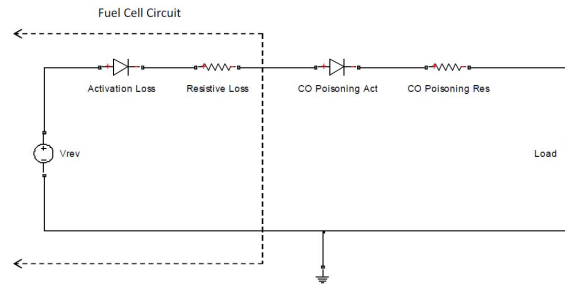 Fuel Cell Circuit
Activation Loss Resistive Loss CO Poisoning Act CO Poisoning Res
Vrev
Load